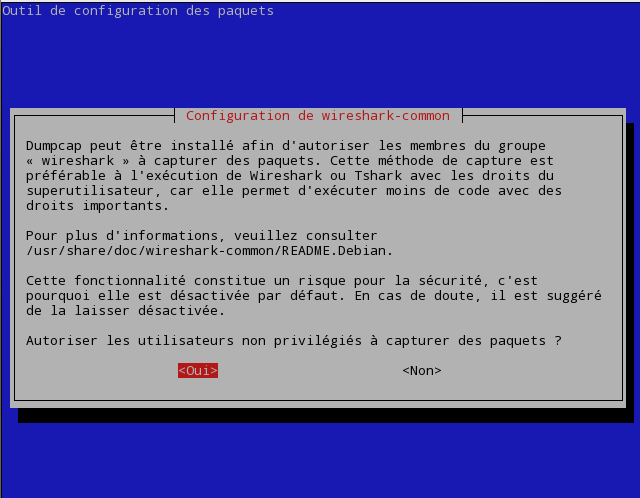 Outil de configuration des paquets
Configuration de wireshark-common
Dumpcap peut être installé afin d'autoriser les membres du groupe
« wireshark » à capturer des paquets. Cette méthode de capture est
préférable à l'exécution de Wireshark ou Tshark avec les droits du
superutilisateur, car elle permet d'exécuter moins de code avec des
droits importants.
Pour plus d'informations, veuillez consulter
/usr/share/doc/wireshark-common/README.Debian.
Cette fonctionnalité constitue un risque pour la sécurité, c'est
pourquoi elle est désactivée par défaut. En cas de doute, il est suggéré
de la laisser désactivée.
Autoriser les utilisateurs non privilégiés à capturer des paquets ?
<Oui> <Non>